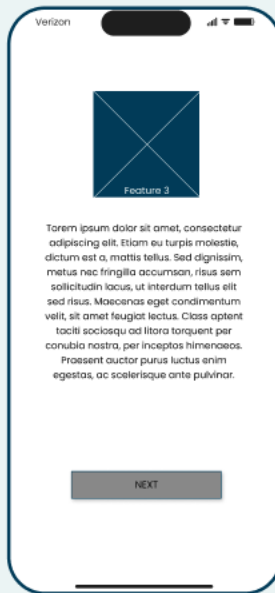 Verizon
Feature 3
Torem ipsum dolor sit amet, consectetur
adipiscing elit. Etiam eu turpis molestie,
dictum est a, mattis tellus. Sed dignissim,
metus nec fringilla accumsan, risus sem
sollicitudin lacus, ut interdum tellus elit
sed risus. Maecenas eget condimentum
velit, sit amet feugiat lectus. Class aptent
taciti sociosqu ad litora torquent per
conubia nostra, per inceptos himenaeos.
Praesent auctor purus luctus enim
egestas, ac scelerisque ante pulvinar.
NEXT